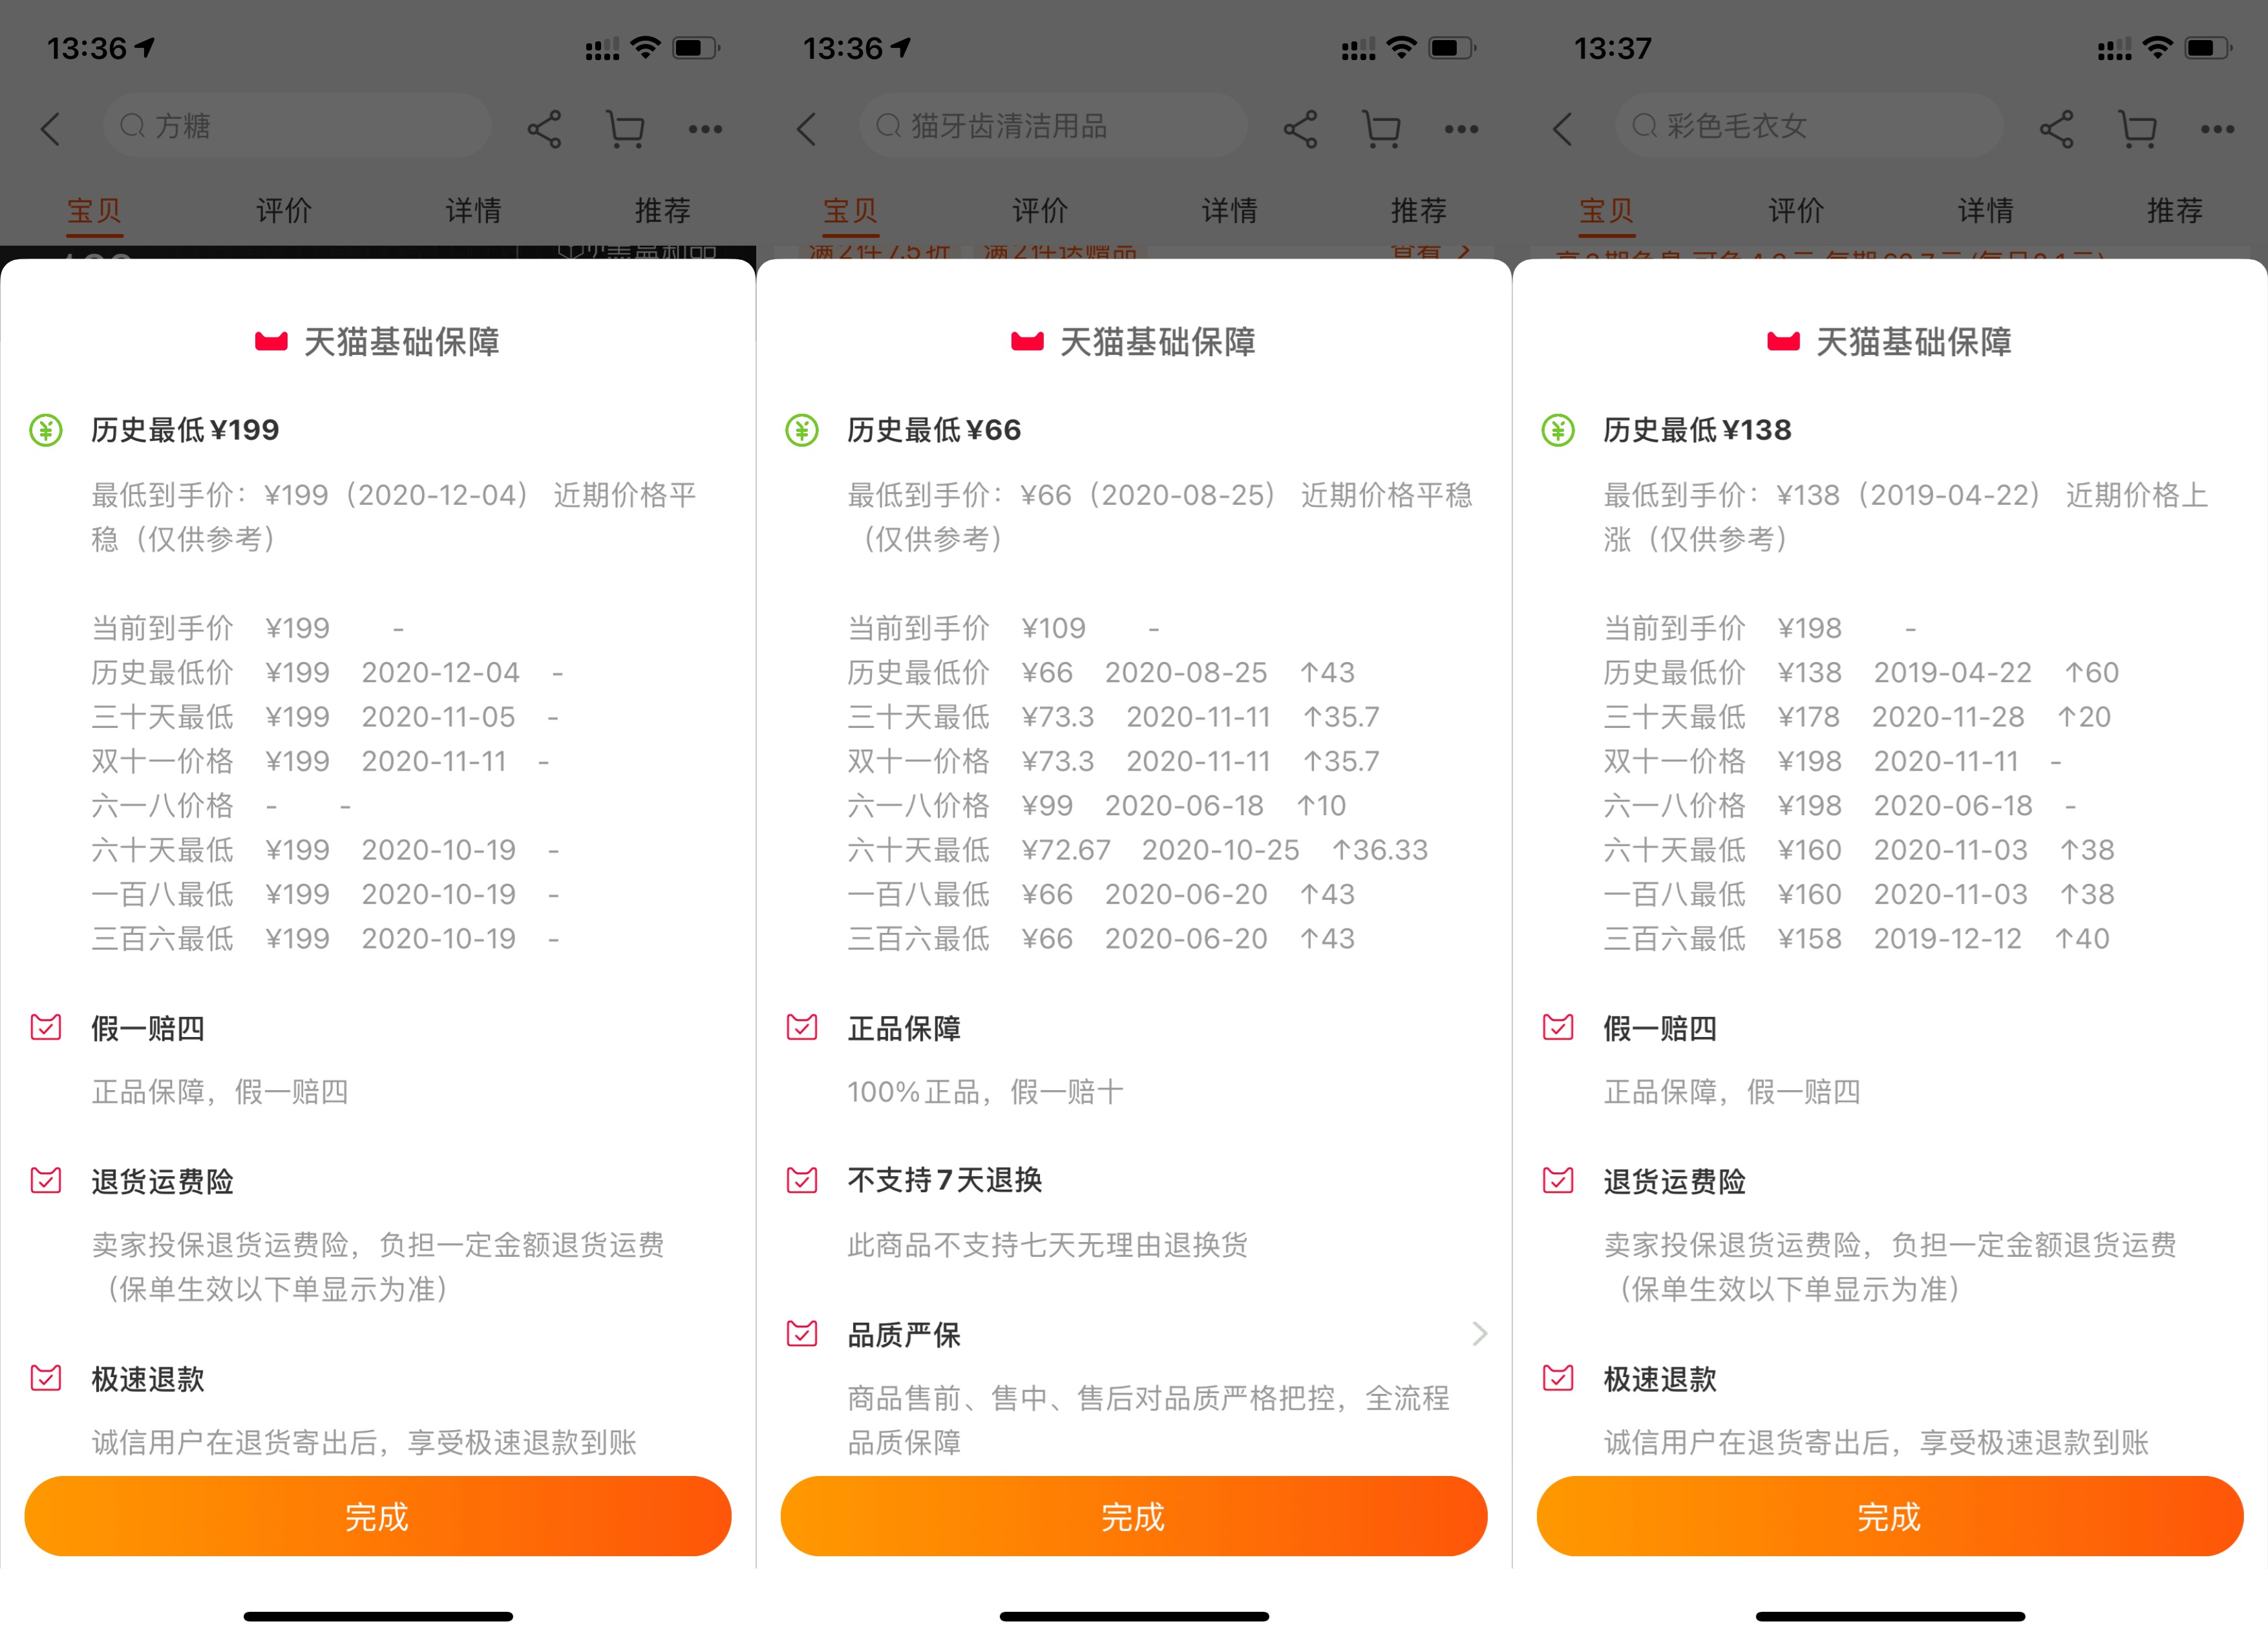 13:36
方糖
宝贝 评价 详情 推荐
天猫基础保障
历史最低 ¥199
最低到手价：¥199（2020-12-04） 近期价格平
稳（仅供参考）
当前到手价 ¥199 -
历史最低价 ¥199 2020-12-04 -
三十天最低 ¥199 2020-11-05 -
双十一价格 ¥199 2020-11-11 -
六一八价格 - -
六十天最低 ¥199 2020-10-19 -
一百八最低 ¥199 2020-10-19 -
三百六最低 ¥199 2020-10-19 -
假一赔四
正品保障，假一赔四
退货运费险
卖家投保退货运费险，负担一定金额退货运费
（保单生效以下单显示为准）
极速退款
诚信用户在退货寄出后，享受极速退款到账
完成
13:36
猫牙齿清洁用品
宝贝 评价 详情 推荐
满2件7.5折 满2件送赠品 查看
天猫基础保障
历史最低 ¥66
最低到手价：¥66（2020-08-25） 近期价格平稳
（仅供参考）
当前到手价 ¥109 -
历史最低价 ¥66 2020-08-25 ↑43
三十天最低 ¥73.3 2020-11-11 ↑35.7
双十一价格 ¥73.3 2020-11-11 ↑35.7
六一八价格 ¥99 2020-06-18 ↑10
六十天最低 ¥72.67 2020-10-25 ↑36.33
一百八最低 ¥66 2020-06-20 ↑43
三百六最低 ¥66 2020-06-20 ↑43
正品保障
100%正品，假一赔十
不支持7天退换
此商品不支持七天无理由退换货
品质严保
商品售前、售中、售后对品质严格把控，全流程
品质保障
完成
13:37
彩色毛衣女
宝贝 评价 详情 推荐
天猫基础保障
历史最低 ¥138
最低到手价：¥138（2019-04-22） 近期价格上
涨（仅供参考）
当前到手价 ¥198 -
历史最低价 ¥138 2019-04-22 ↑60
三十天最低 ¥178 2020-11-28 ↑20
双十一价格 ¥198 2020-11-11 -
六一八价格 ¥198 2020-06-18 -
六十天最低 ¥160 2020-11-03 ↑38
一百八最低 ¥160 2020-11-03 ↑38
三百六最低 ¥158 2019-12-12 ↑40
假一赔四
正品保障，假一赔四
退货运费险
卖家投保退货运费险，负担一定金额退货运费
（保单生效以下单显示为准）
极速退款
诚信用户在退货寄出后，享受极速退款到账
完成